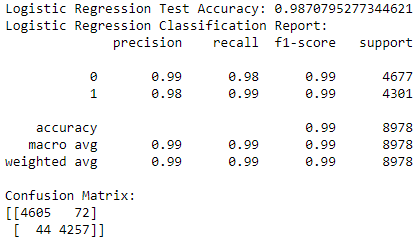 Logistic Regression Test Accuracy: 0.9870795277344621
Logistic Regression Classification Report:
              precision    recall  f1-score   support

           0       0.99      0.98      0.99      4677
           1       0.98      0.99      0.99      4301

    accuracy                           0.99      8978
   macro avg       0.99      0.99      0.99      8978
weighted avg       0.99      0.99      0.99      8978

Confusion Matrix:
[[4605   72]
 [  44 4257]]